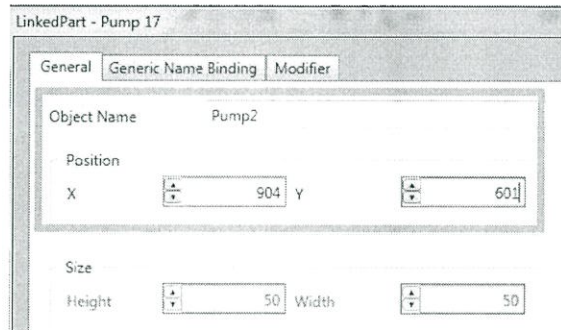 LinkedPart - Pump 17
General Generic Name Binding Modifier
Object Name Pump2
Position
X 904 Y 601
Size
Height 50 Width 50